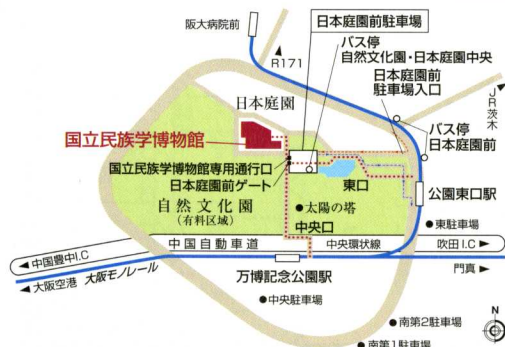 阪大病院前
R171
日本庭園前駐車場
バス停
自然文化園・日本庭園中央
日本庭園前
駐車場入口
JR茨木
日本庭園
国立民族学博物館
バス停
日本庭園前
国立民族学博物館専用通行口
日本庭園前ゲート
東口
公園東口駅
自然文化園
(有料区域)
太陽の塔
中央口
東駐車場
中国自動車道
中央環状線
吹田I.C
中国豊中I.C
大阪空港
大阪モノレール
門真
万博記念公園駅
中央駐車場
南第2駐車場
南第1駐車場
N